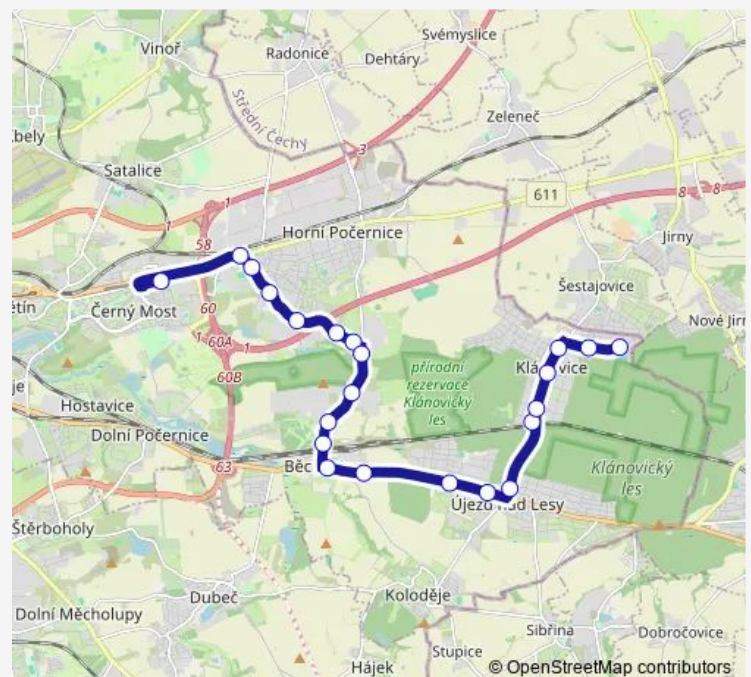 Svémyslice
Vinoř
Radonice
Dehtáry
Střední Čechy
Zeleneč
Kbely
3
Satalice
611
8
8
1
1
58
Horní Počernice
Jirny
Šestajovice
60
Černý Most
Nové Jirn
1
60A
1
60B
přírodní
rezervace
Klánovický
les
Klánovice
Hostavice
Dolní Počernice
63
Běc
Klánovický
les
Újezd nad Lesy
Štěrboholy
Dubeč
Koloděje
Dolní Měcholupy
Sibřina
Dobročovice
Stupice
Hájek
© OpenStreetMap contributors